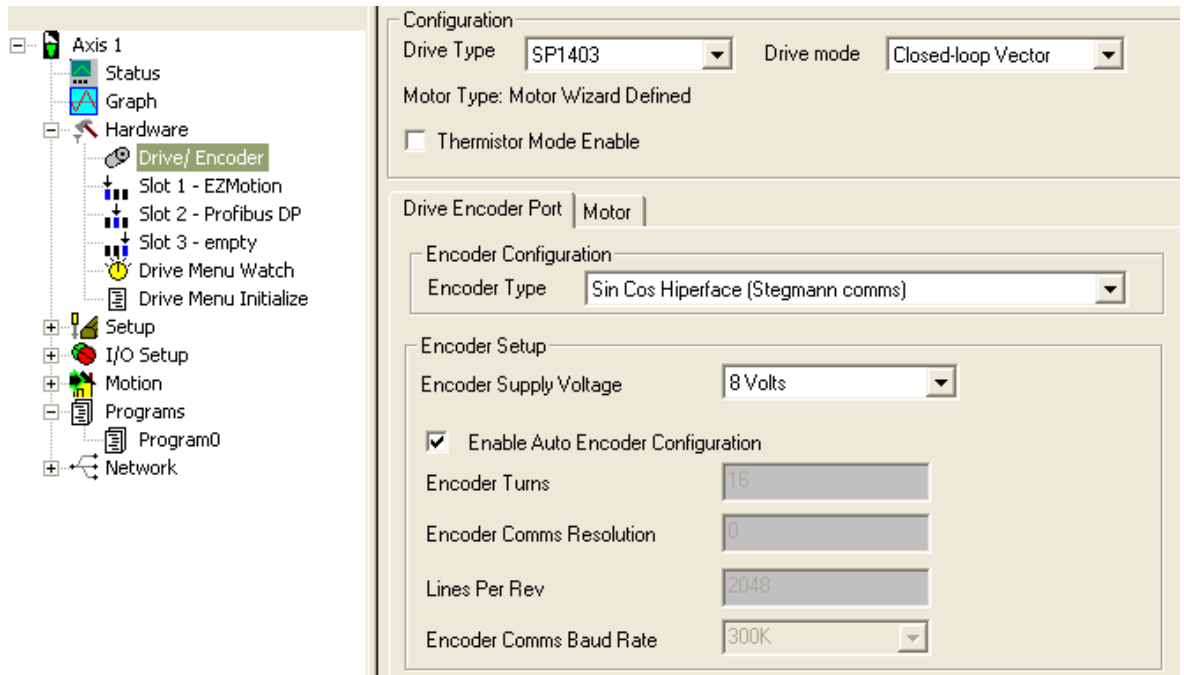 Axis 1
Status
Graph
Hardware
Drive/ Encoder
Slot 1 - EZMotion
Slot 2 - Profibus DP
Slot 3 - empty
Drive Menu Watch
Drive Menu Initialize
Setup
I/O Setup
Motion
Programs
Program0
Network
Configuration
Drive Type SP1403 Drive mode Closed-loop Vector
Motor Type: Motor Wizard Defined
Thermistor Mode Enable
Drive Encoder Port Motor
Encoder Configuration
Encoder Type Sin Cos Hiperface (Stegmann comms)
Encoder Setup
Encoder Supply Voltage 8 Volts
Enable Auto Encoder Configuration
Encoder Turns 16
Encoder Comms Resolution 0
Lines Per Rev 2048
Encoder Comms Baud Rate 300K